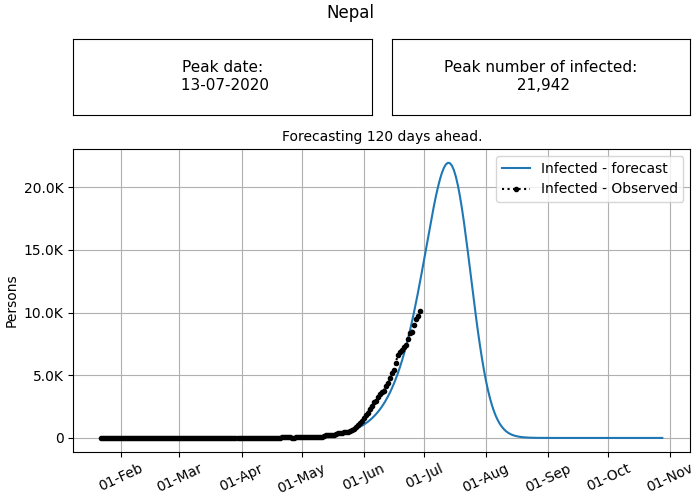 Nepal
Peak date:
13-07-2020
Peak number of infected:
21,942
Forecasting 120 days ahead.
Infected - forecast
Infected - Observed
20.0K
15.0K
10.0K
5.0K
0
Persons
01-Feb
01-Mar
01-Apr
01-May
01-Jun
01-Jul
01-Aug
01-Sep
01-Oct
01-Nov